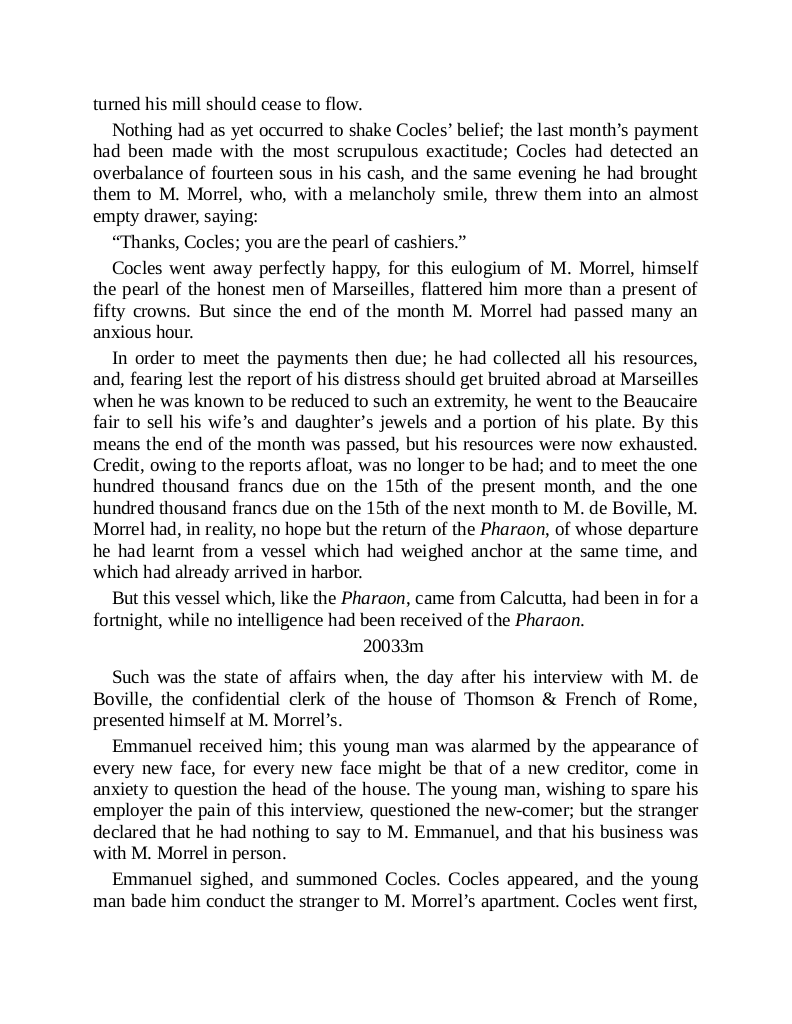 turned his mill should cease to flow.
Nothing had as yet occurred to shake Cocles’ belief; the last month’s payment
had been made with the most scrupulous exactitude; Cocles had detected an
overbalance of fourteen sous in his cash, and the same evening he had brought
them to M. Morrel, who, with a melancholy smile, threw them into an almost
empty drawer, saying:
“Thanks, Cocles; you are the pearl of cashiers.”
Cocles went away perfectly happy, for this eulogium of M. Morrel, himself
the pearl of the honest men of Marseilles, flattered him more than a present of
fifty crowns. But since the end of the month M. Morrel had passed many an
anxious hour.
In order to meet the payments then due; he had collected all his resources,
and, fearing lest the report of his distress should get bruited abroad at Marseilles
when he was known to be reduced to such an extremity, he went to the Beaucaire
fair to sell his wife’s and daughter’s jewels and a portion of his plate. By this
means the end of the month was passed, but his resources were now exhausted.
Credit, owing to the reports afloat, was no longer to be had; and to meet the one
hundred thousand francs due on the 15th of the present month, and the one
hundred thousand francs due on the 15th of the next month to M. de Boville, M.
Morrel had, in reality, no hope but the return of the Pharaon, of whose departure
he had learnt from a vessel which had weighed anchor at the same time, and
which had already arrived in harbor.
But this vessel which, like the Pharaon, came from Calcutta, had been in for a
fortnight, while no intelligence had been received of the Pharaon.
20033m
Such was the state of affairs when, the day after his interview with M. de
Boville, the confidential clerk of the house of Thomson & French of Rome,
presented himself at M. Morrel’s.
Emmanuel received him; this young man was alarmed by the appearance of
every new face, for every new face might be that of a new creditor, come in
anxiety to question the head of the house. The young man, wishing to spare his
employer the pain of this interview, questioned the new-comer; but the stranger
declared that he had nothing to say to M. Emmanuel, and that his business was
with M. Morrel in person.
Emmanuel sighed, and summoned Cocles. Cocles appeared, and the young
man bade him conduct the stranger to M. Morrel’s apartment. Cocles went first,